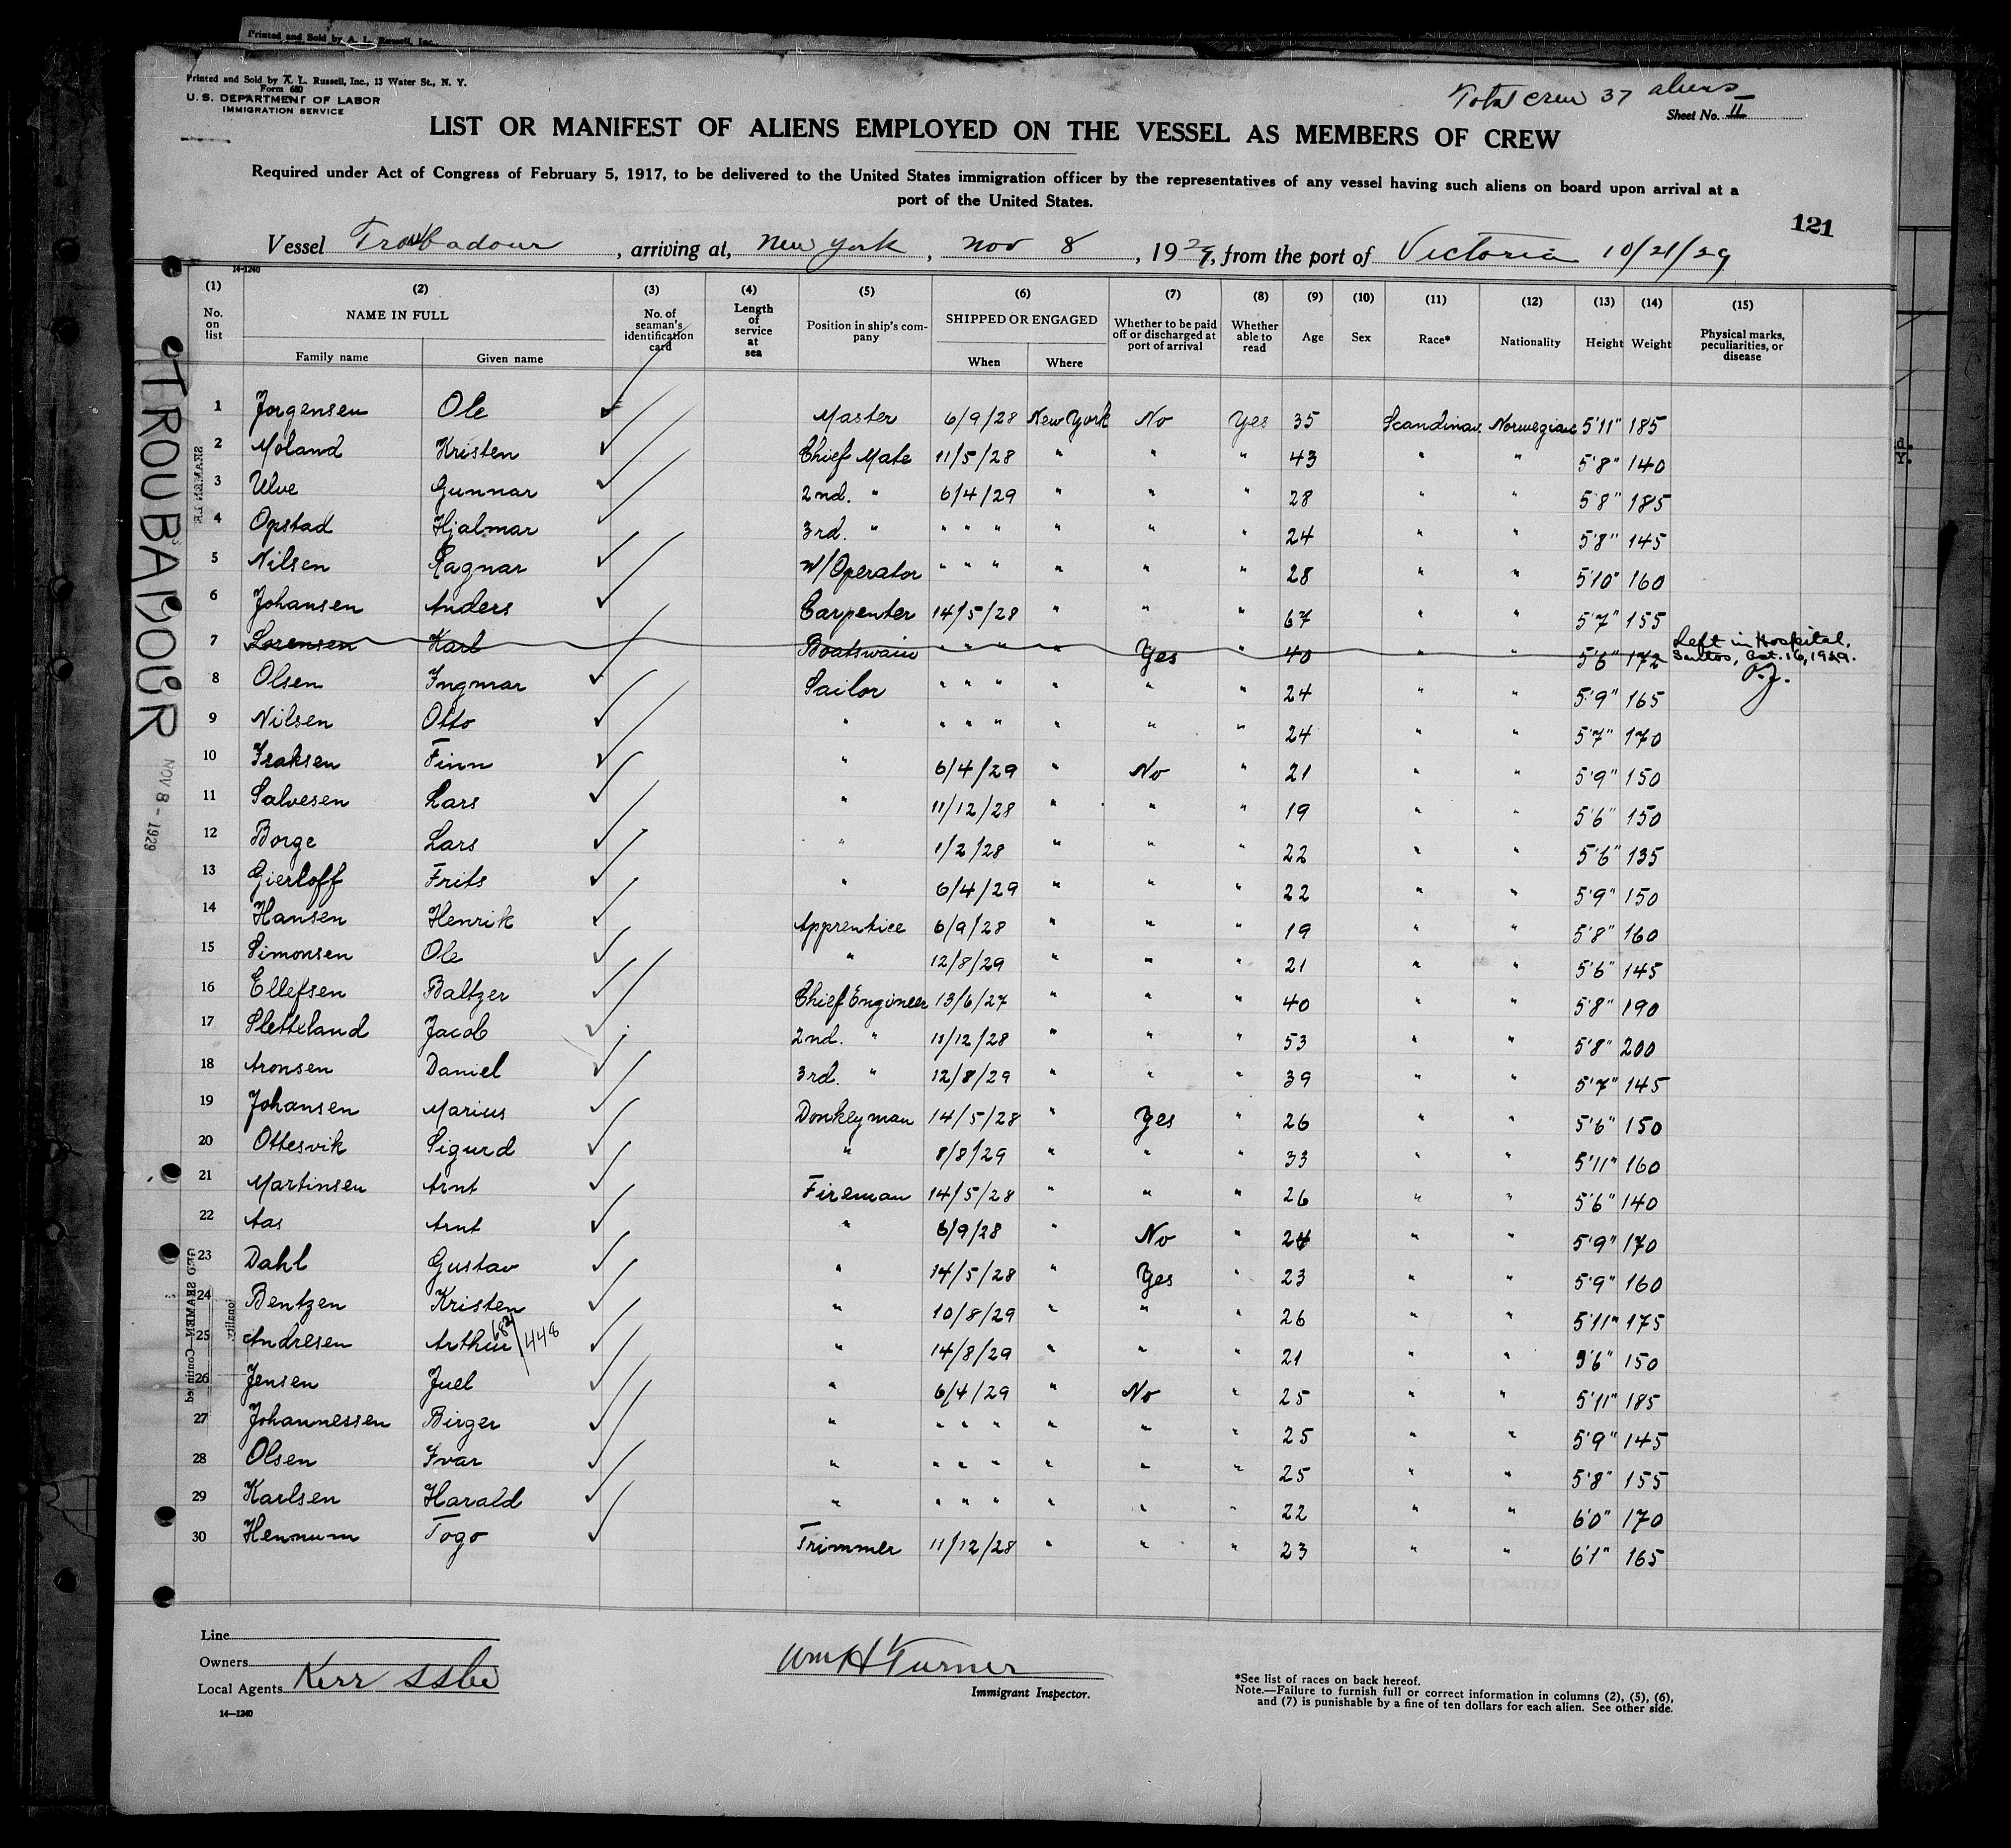 Printed and Sold by A. L. Russell, Inc.,
Printed and Sold by A. L. Russell, Inc., 13 Water St., N. Y.
Form 680
U. S. DEPARTMENT OF LABOR
IMMIGRATION SERVICE
Total crew 37 aliens
Sheet No. II
LIST OR MANIFEST OF ALIENS EMPLOYED ON THE VESSEL AS MEMBERS OF CREW
Required under Act of Congress of February 5, 1917, to be delivered to the United States immigration officer by the representatives of any vessel having such aliens on board upon arrival at a
port of the United States.
121
Vessel Troubadour, arriving at, New York, Nov 8, 1929, from the port of Victoria 10/21/29
14-1240
(1) (2) (3) (4) (5) (6) (7) (8) (9) (10) (11) (12) (13) (14) (15)
No. on list NAME IN FULL Family name Given name No. of seaman's identification card Length of service at sea Position in ship's company SHIPPED OR ENGAGED When Where Whether to be paid off or discharged at port of arrival Whether able to read Age Sex Race* Nationality Height Weight Physical marks, peculiarities, or disease
1 Jorgensen Ole Master 6/9/28 New York No Yes 35 Scandinav. Norwegian 5'11" 185
2 Moland Kristen Chief Mate 11/5/28 " " " 43 " " 5'8" 140
3 Ulve Gunnar 2nd. " 6/4/29 " " " 28 " " 5'8" 185
4 Opstad Hjalmar 3rd. " " " " " " " 24 " " 5'8" 145
5 Nilsen Ragnar W/Operator " " " " " " 28 " " 5'10" 160
6 Johansen Anders Carpenter 14/5/28 " " " 67 " " 5'7" 155
7 Lorensen Karl Boatswain " " " " Yes " 40 " " 5'6" 172 Left in Hospital, Santos, Oct. 16, 1929. O.J.
8 Olsen Ingmar Sailor " " " " " " 24 " " 5'9" 165
9 Nilsen Otto " " " " " " " 24 " " 5'7" 170
10 Isaksen Finn " 6/4/29 " No " 21 " " 5'9" 150
11 Salvesen Lars " 11/12/28 " " " 19 " " 5'6" 150
12 Borge Lars " 1/2/28 " " " 22 " " 5'6" 135
13 Gierloff Frits " 6/4/29 " " " 22 " " 5'9" 150
14 Hansen Henrik Apprentice 6/9/28 " " " 19 " " 5'8" 160
15 Simonsen Ole " 12/8/29 " " " 21 " " 5'6" 145
16 Ellefsen Baltzer Chief Engineer 13/6/27 " " " 40 " " 5'8" 190
17 Sletteland Jacob 2nd. " 11/12/28 " " " 53 " " 5'8" 200
18 Aronsen Daniel 3rd. " 12/8/29 " " " 39 " " 5'7" 145
19 Johansen Marius Donkeyman 14/5/28 " Yes " 26 " " 5'6" 150
20 Ottesvik Sigurd " 8/8/29 " " " 33 " " 5'11" 160
21 Martinsen Arnt Fireman 14/5/28 " " " 26 " " 5'6" 140
22 Aas Arnt " 6/9/28 " No " 24 " " 5'9" 170
23 Dahl Gustav " 14/5/28 " Yes " 23 " " 5'9" 160
24 Bentzen Kristen " 10/8/29 " " " 26 " " 5'11" 175
25 Andresen Arthur 682/448 " 14/8/29 " " " 21 " " 5'6" 150
26 Jensen Juel " 6/4/29 " No " 25 " " 5'11" 185
27 Johannessen Birger " " " " " " " 25 " " 5'9" 145
28 Olsen Ivar " " " " " " " 25 " " 5'8" 155
29 Karlsen Harald " " " " " " " 22 " " 6'0" 170
30 Hennum Togo Trimmer 11/12/28 " " " 23 " " 6'1" 165
TROUBADOUR
NOV 8 - 1929
Line
Owners
Local Agents Kerr SS Co
14-1240
Wm H Turner
Immigrant Inspector.
*See list of races on back hereof.
Note.—Failure to furnish full or correct information in columns (2), (5), (6),
and (7) is punishable by a fine of ten dollars for each alien. See other side.